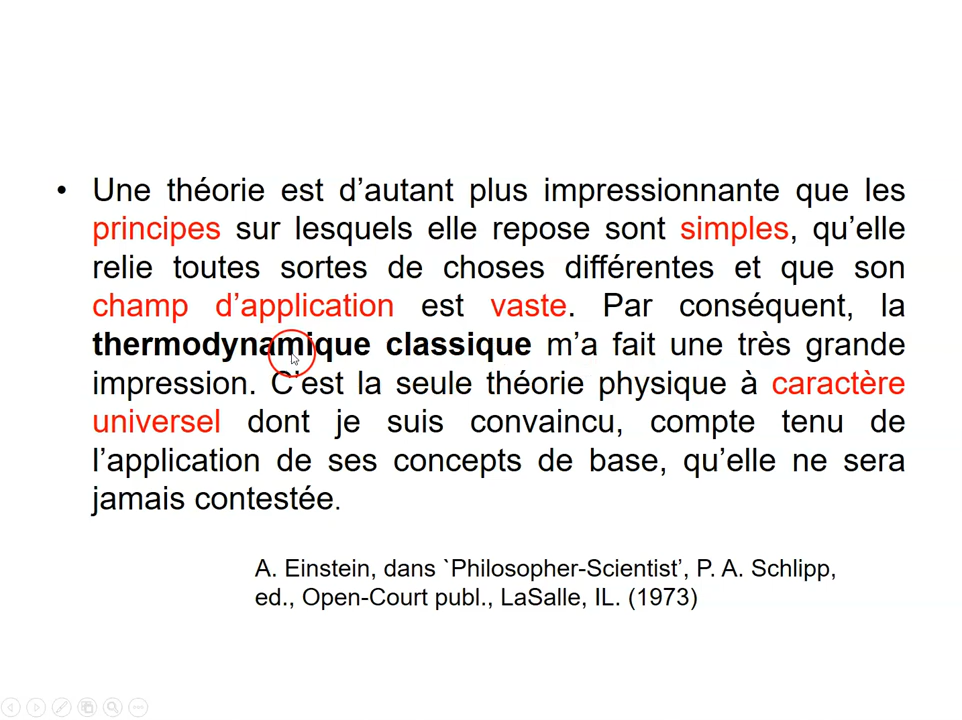 • Une théorie est d’autant plus impressionnante que les
principes sur lesquels elle repose sont simples, qu’elle
relie toutes sortes de choses différentes et que son
champ d’application est vaste. Par conséquent, la
thermodynamique classique m’a fait une très grande
impression. C’est la seule théorie physique à caractère
universel dont je suis convaincu, compte tenu de
l’application de ses concepts de base, qu’elle ne sera
jamais contestée.
A. Einstein, dans `Philosopher-Scientist’, P. A. Schlipp,
ed., Open-Court publ., LaSalle, IL. (1973)